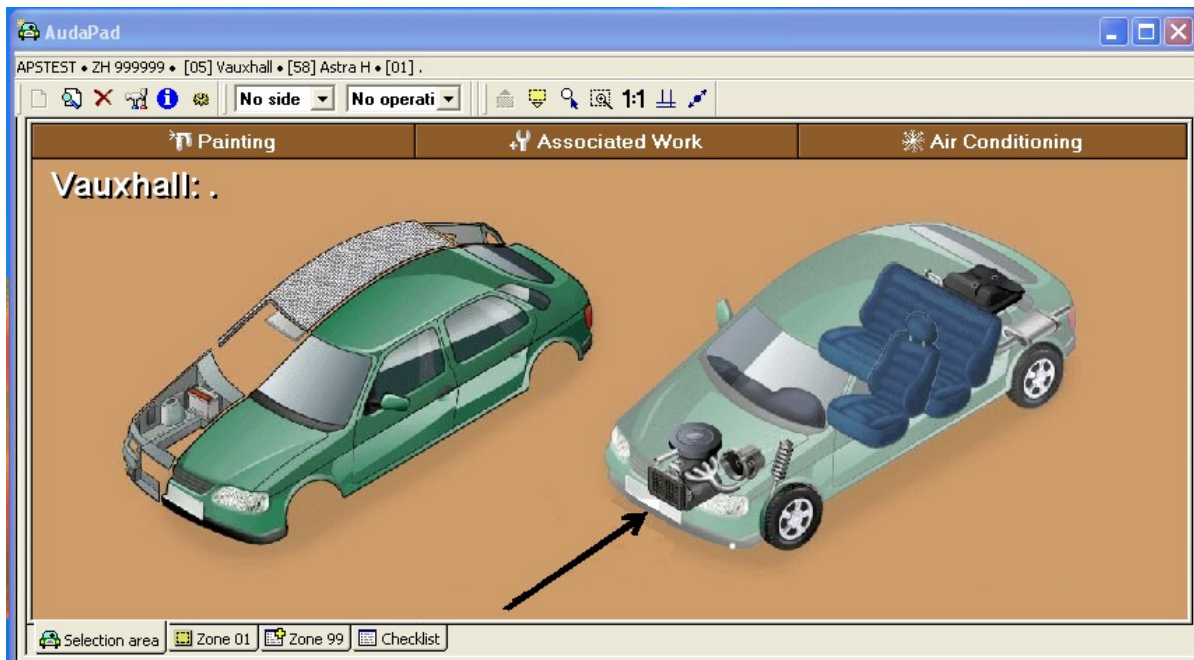 AudaPad
APSTEST • ZH 999999 • [05] Vauxhall • [58] Astra H • [01] .
No side No operati 1:1
Painting Associated Work Air Conditioning
Vauxhall: .
Selection area Zone 01 Zone 99 Checklist